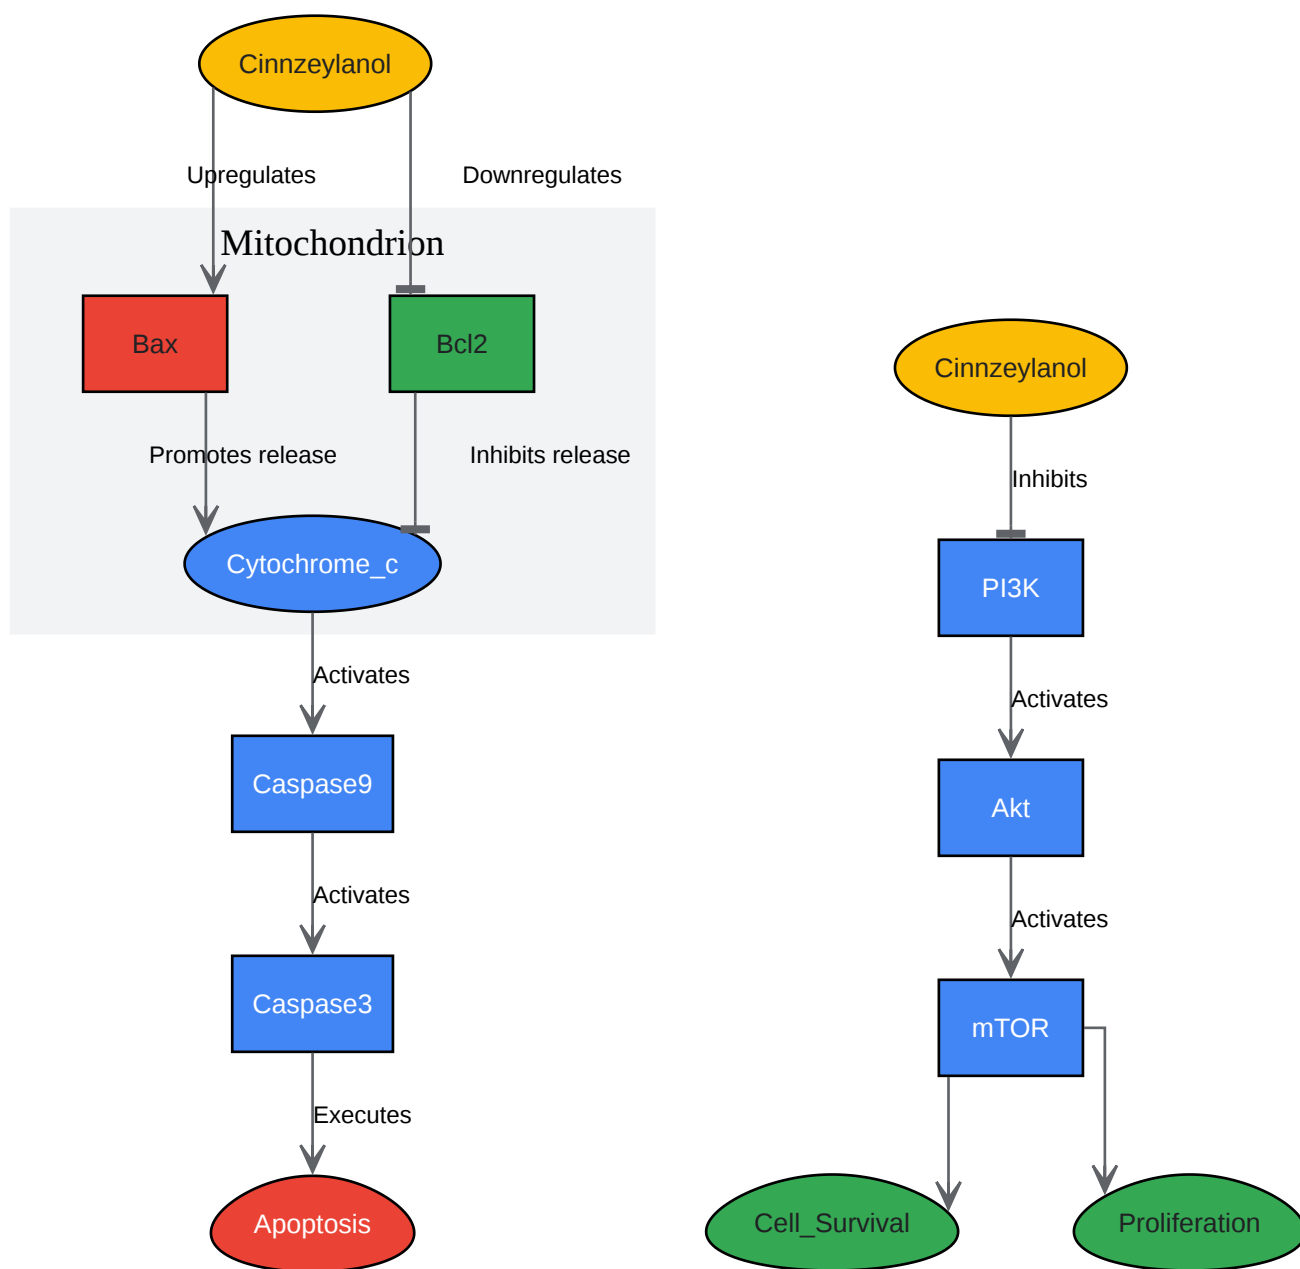 Cinnzeylanol
Upregulates
Downregulates
Mitochondrion
Bax
Bcl2
Promotes release
Inhibits release
Cytochrome_c
Activates
Caspase9
Activates
Caspase3
Executes
Apoptosis
Cinnzeylanol
Inhibits
PI3K
Activates
Akt
Activates
mTOR
Cell_Survival
Proliferation